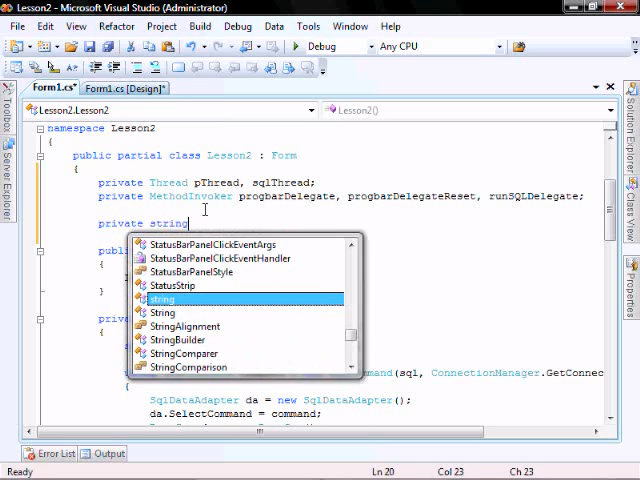 Lesson2 - Microsoft Visual Studio (Administrator)
File Edit View Refactor Project Build Debug Data Tools Test Window Help
Debug Any CPU
Form1.cs* Form1.cs [Design]*
Lesson2.Lesson2 Lesson2()
namespace Lesson2
{
public partial class Lesson2 : Form
{
private Thread pThread, sqlThread;
private MethodInvoker progbarDelegate, progbarDelegateReset, runSQLDelegate;
private string
StatusBarPanelClickEventArgs
StatusBarPanelClickEventHandler
StatusBarPanelStyle
StatusStrip
string
String
StringAlignment
StringBuilder
StringComparer
StringComparison
publ
{
}
priv
{
ommand(sql, ConnectionManager.GetConnec
{
SqlDataAdapter da = new SqlDataAdapter();
da.SelectCommand = command;
Toolbox
Server Explorer
Solution Explorer
Class View
Properties
Error List Output
Ready Ln 20 Col 23 Ch 23